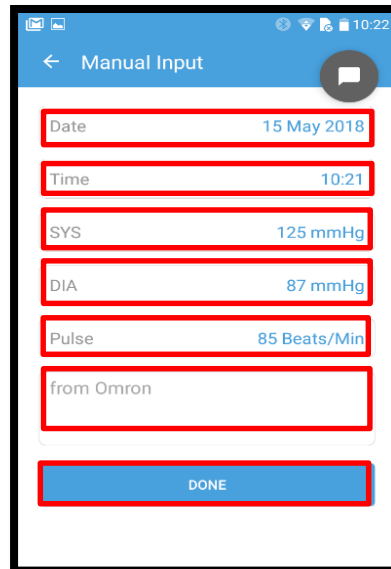 10:22
Manual Input
Date 15 May 2018
Time 10:21
SYS 125 mmHg
DIA 87 mmHg
Pulse 85 Beats/Min
from Omron
DONE